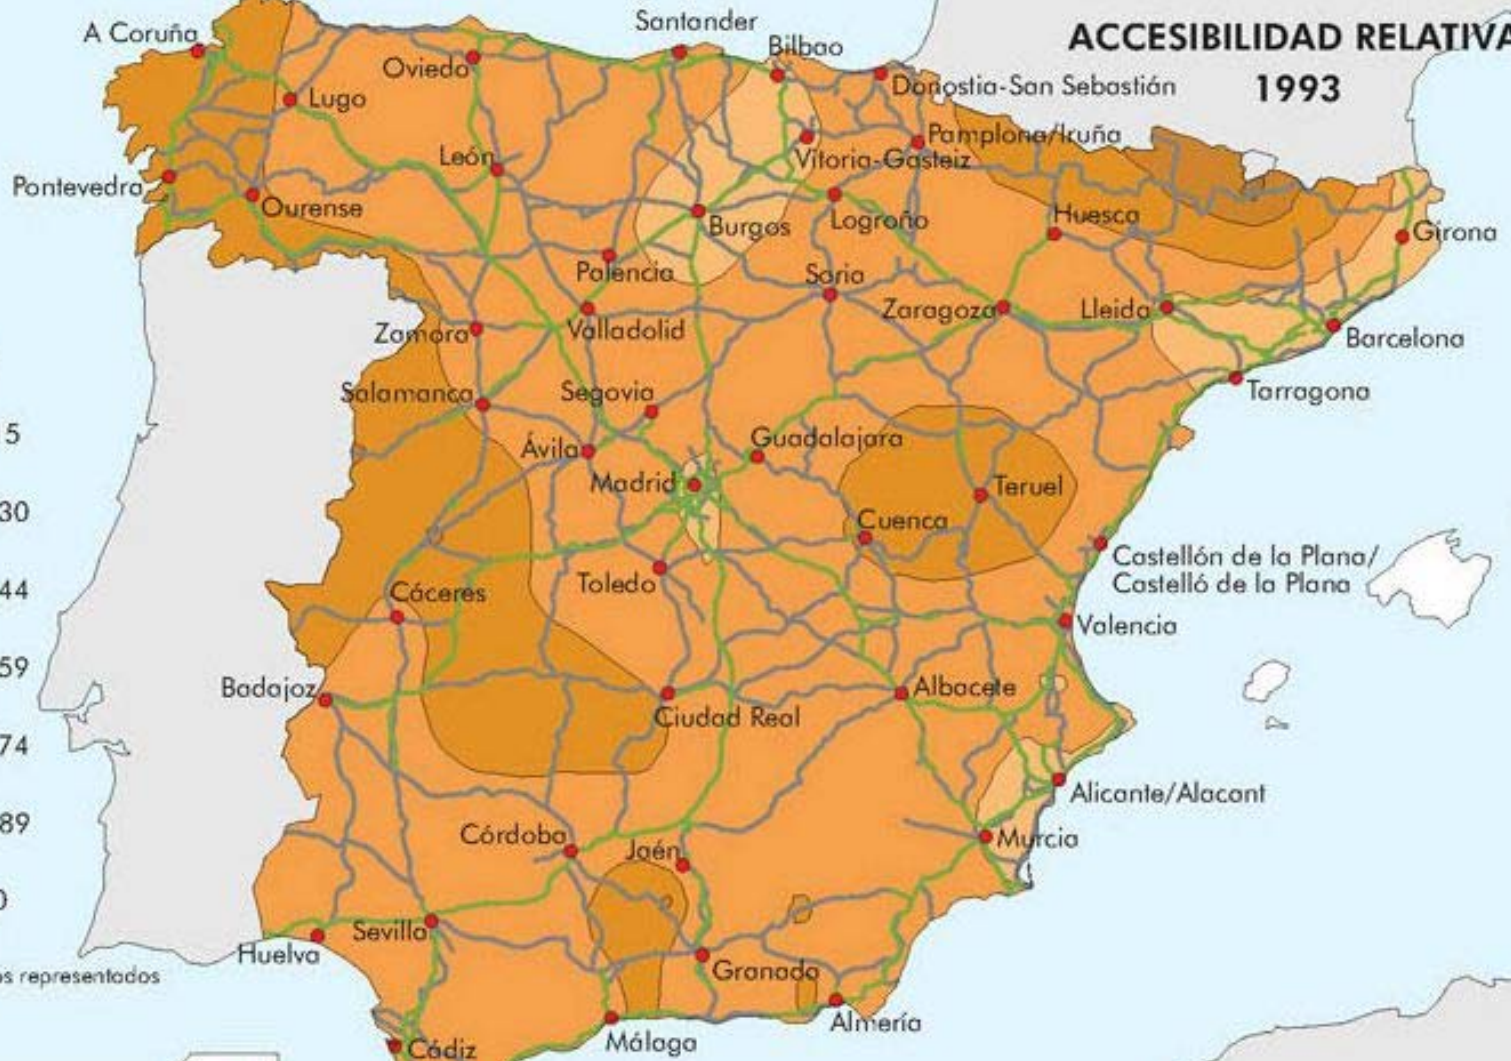 ACCESIBILIDAD RELATIVA
1993
A Coruña
Santander
Bilbao
Oviedo
Donostia-San Sebastián
Lugo
Pamplona/Iruña
León
Vitoria-Gasteiz
Pontevedra
Ourense
Burgos
Logroño
Huesca
Girona
Palencia
Soria
Zaragoza
Lleida
Zamora
Valladolid
Barcelona
Salamanca
Segovia
Tarragona
5
Ávila
Guadalajara
Madrid
Teruel
30
Cuenca
Castellón de la Plana/
Castelló de la Plana
Toledo
44
Cáceres
Valencia
59
Badajoz
Albacete
Ciudad Real
74
Alicante/Alacant
89
Córdoba
Jaén
Murcia
0
Sevilla
Huelva
os representados
Granada
Almería
Málaga
Cádiz